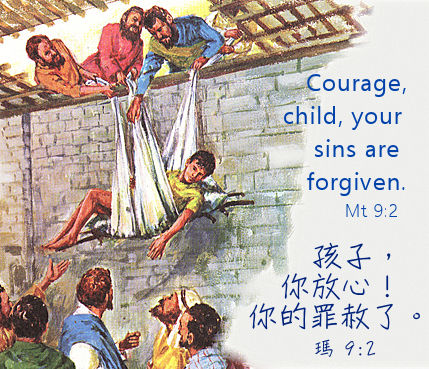 Courage,
child, your
sins are
forgiven.
Mt 9:2
孩子，
你放心！
你的罪赦了。
瑪 9:2